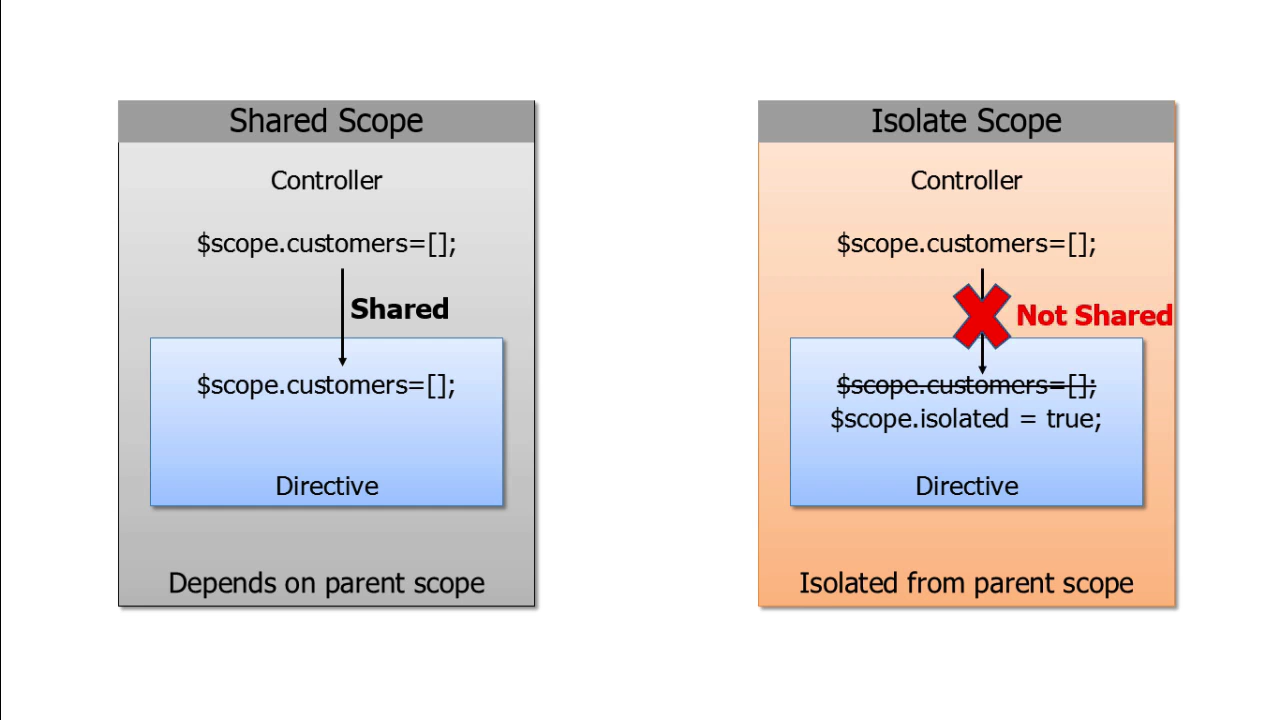 Shared Scope
Controller
$scope.customers=[];
Shared
$scope.customers=[];
Directive
Depends on parent scope
Isolate Scope
Controller
$scope.customers=[];
Not Shared
$scope.customers=[];
$scope.isolated = true;
Directive
Isolated from parent scope